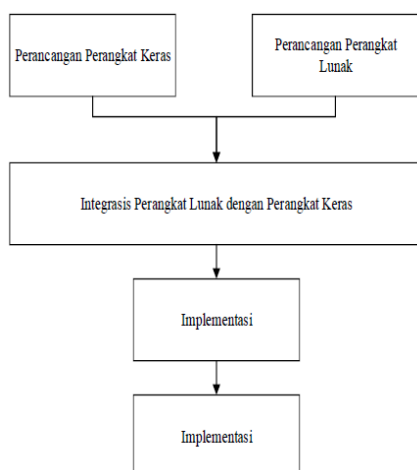 Perancangan Perangkat Keras
Perancangan Perangkat
Lunak
Integrasis Perangkat Lunak dengan Perangkat Keras
Implementasi
Implementasi